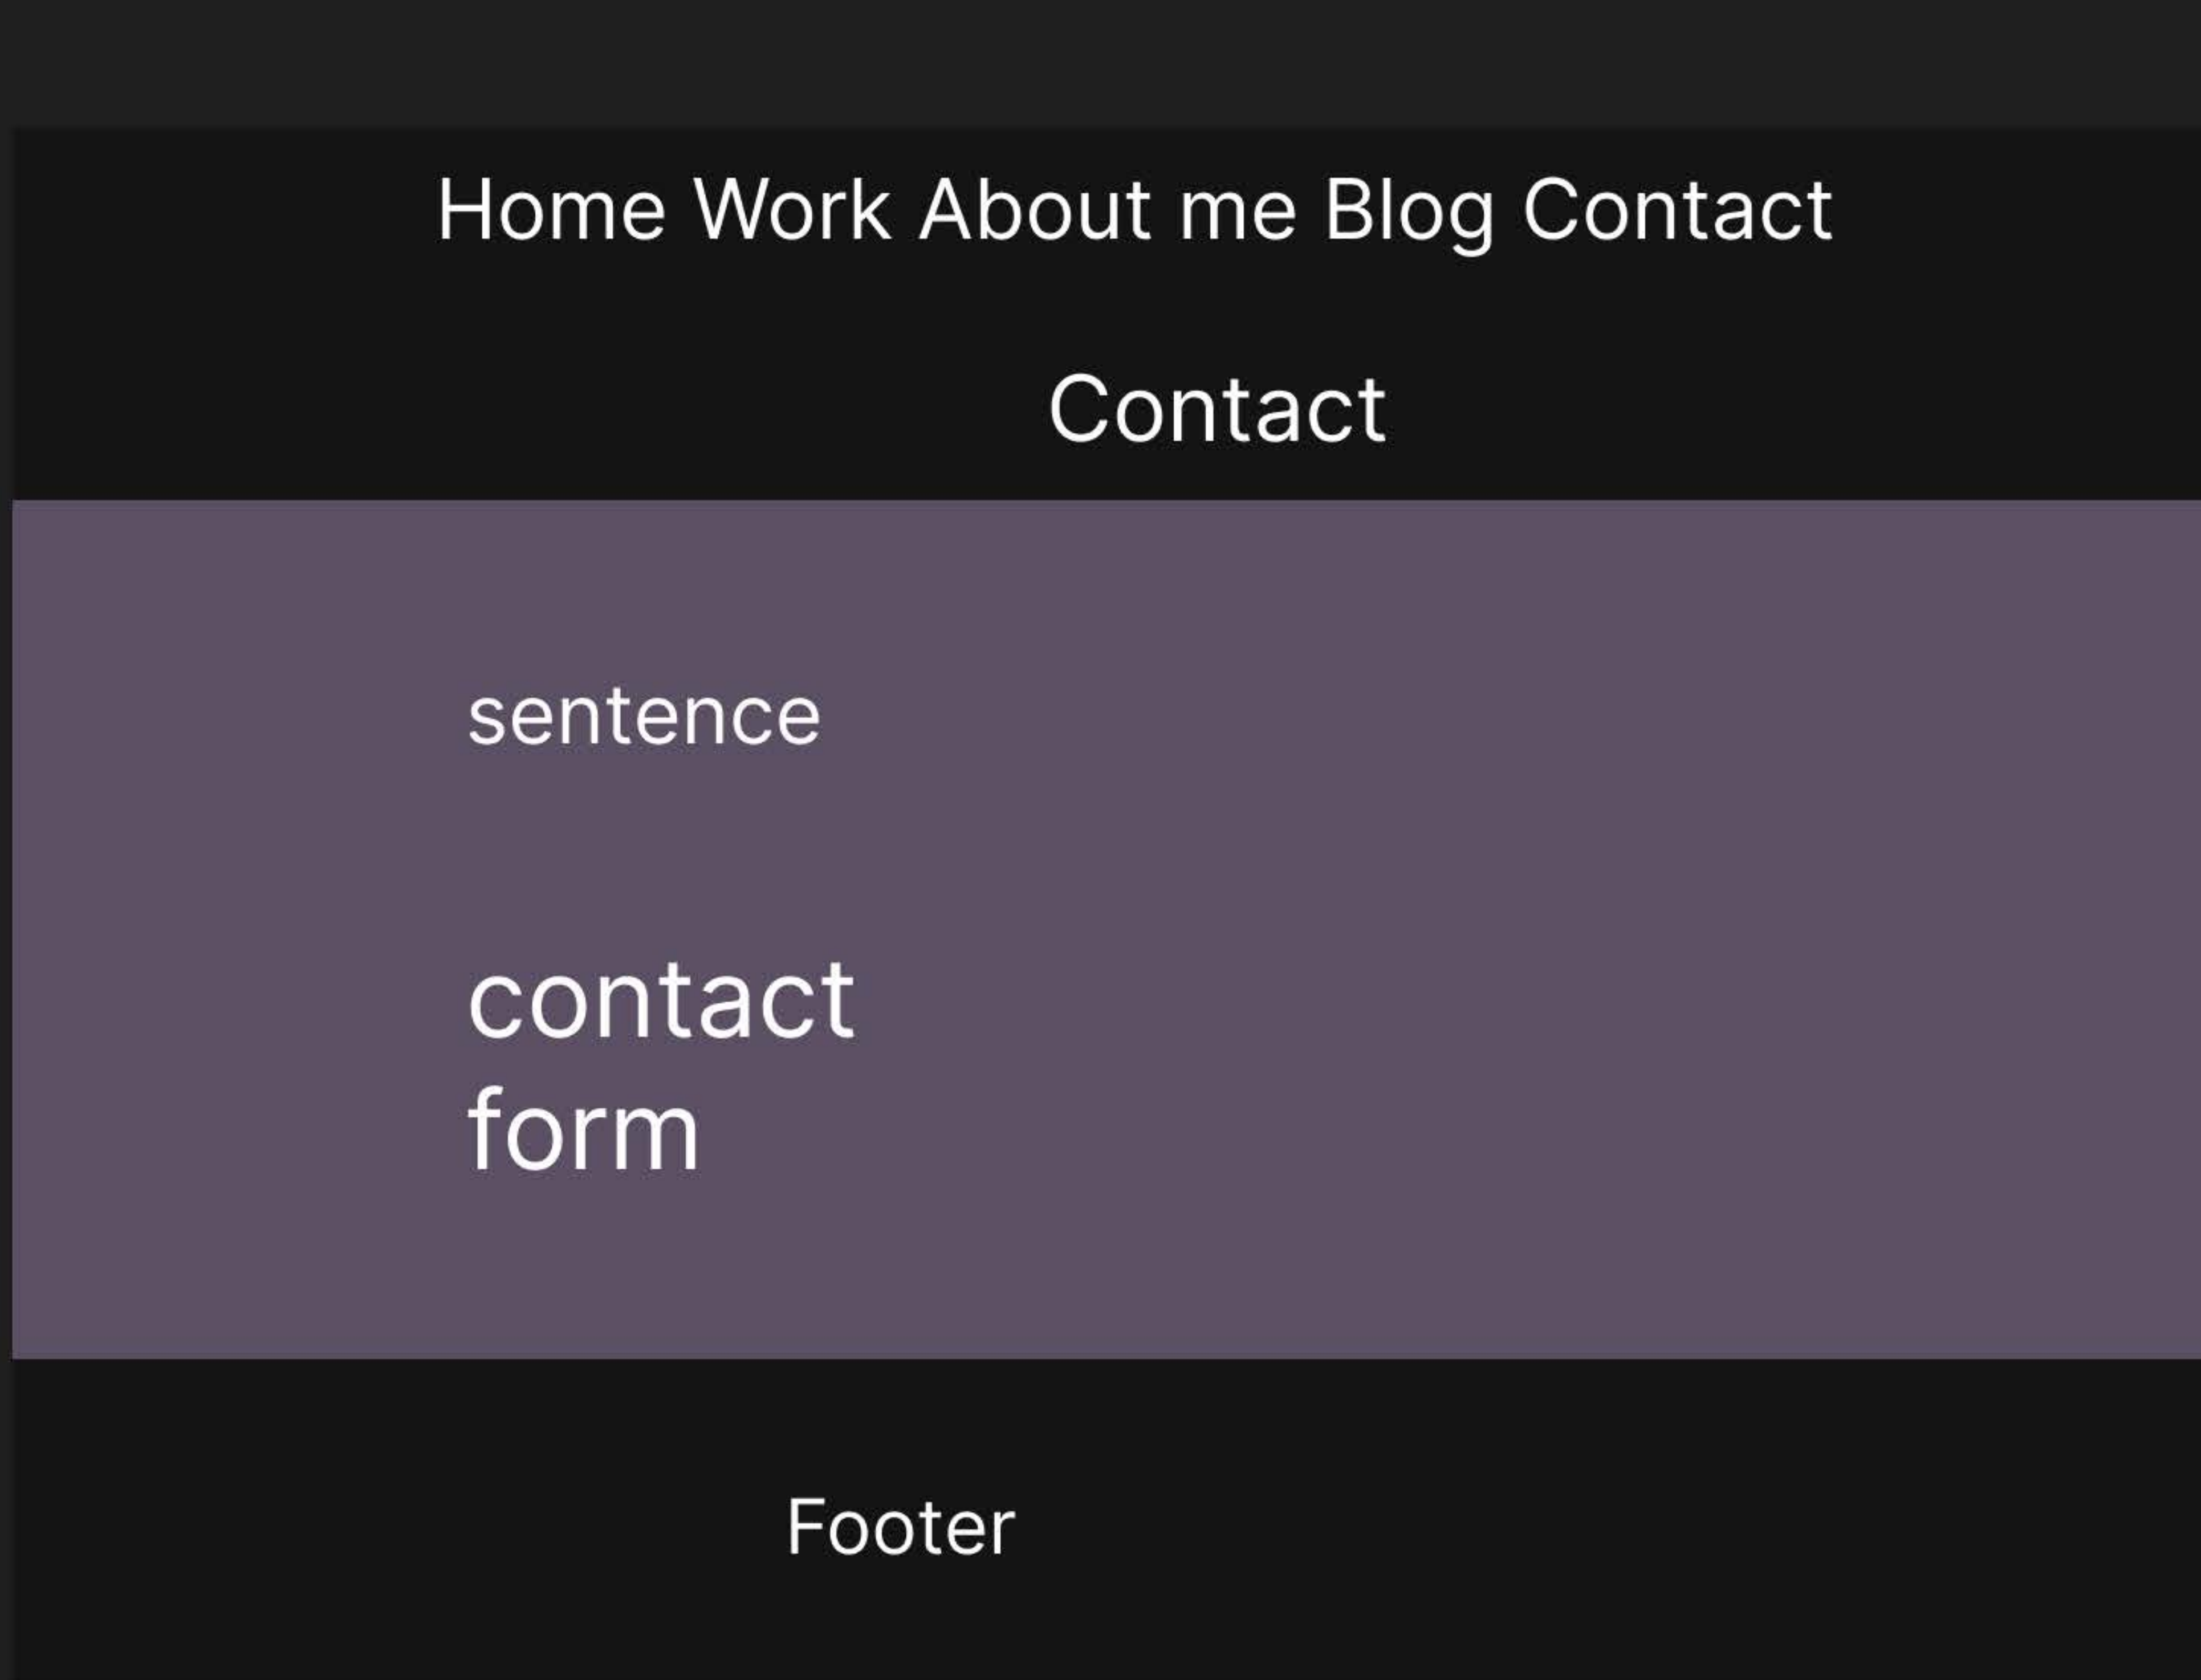 Home Work About me Blog Contact
Contact
sentence
contact
form
Footer